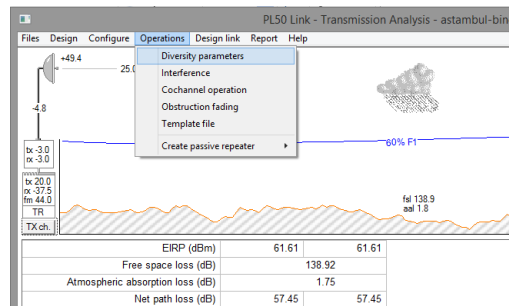 PL50 Link - Transmission Analysis - astambul-bin
Files Design Configure Operations Design link Report Help
+49.4
25.0
-4.8
Diversity parameters
Interference
Cochannel operation
Obstruction fading
Template file
Create passive repeater
60% F1
tx -3.0
rx -3.0
tx 20.0
rx -37.5
fm 44.0
TR
TX ch.
fsl 138.9
aal 1.8
EIRP (dBm) 61.61 61.61
Free space loss (dB) 138.92
Atmospheric absorption loss (dB) 1.75
Net path loss (dB) 57.45 57.45